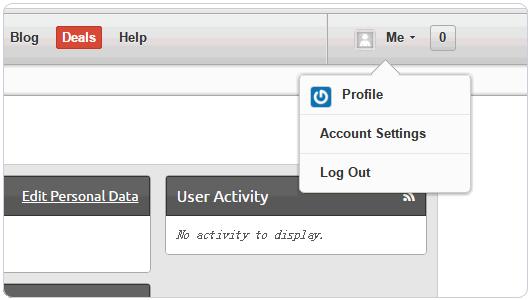 Blog Deals Help Me 0
Profile
Account Settings
Log Out
Edit Personal Data
User Activity
No activity to display.